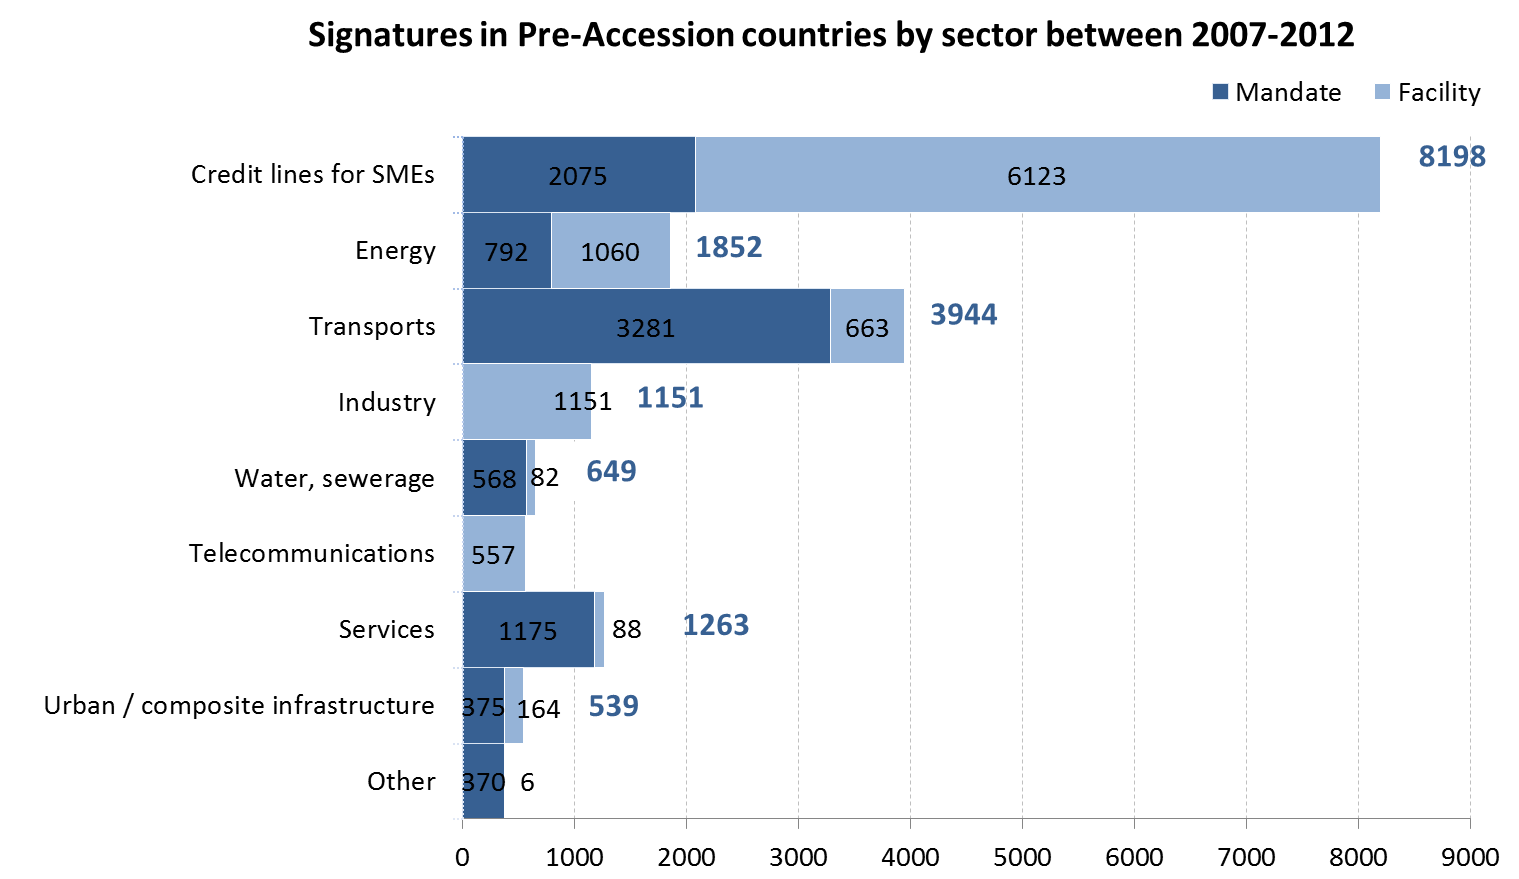 Signatures in Pre-Accession countries by sector between 2007-2012
Mandate Facility
Credit lines for SMEs 2075 6123 8198
Energy 792 1060 1852
Transports 3281 663 3944
Industry 1151 1151
Water, sewerage 568 82 649
Telecommunications 557
Services 1175 88 1263
Urban / composite infrastructure 375 164 539
Other 370 6
0 1000 2000 3000 4000 5000 6000 7000 8000 9000